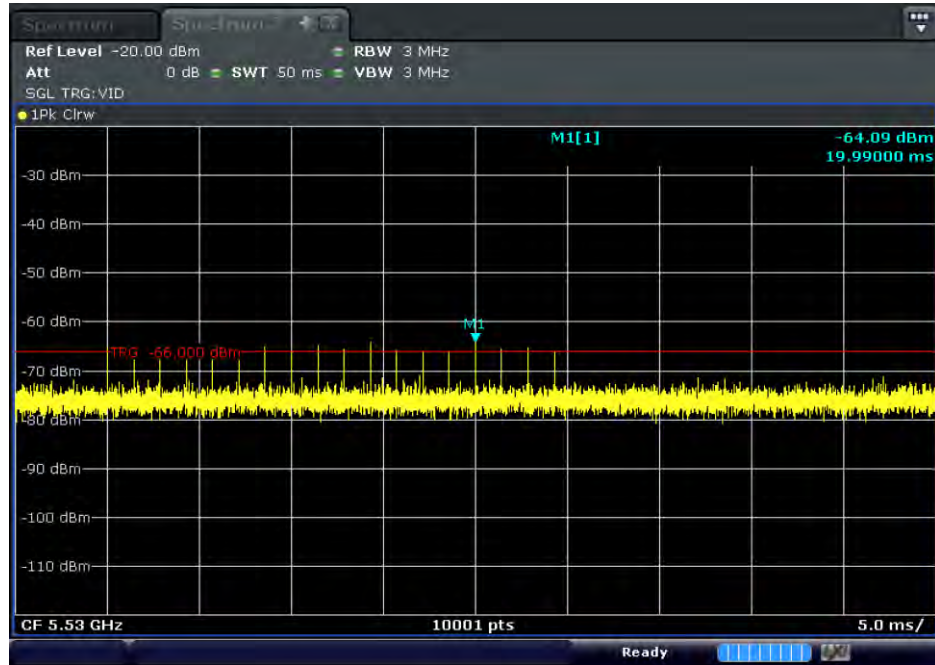 Spectrum
Ref Level -20.00 dBm RBW 3 MHz
Att 0 dB SWT 50 ms VBW 3 MHz
SGL TRG:VID
1Pk Clrw
M1[1] -64.09 dBm
19.99000 ms
-30 dBm
-40 dBm
-50 dBm
-60 dBm
M1
TRG -66.000 dBm
-70 dBm
-80 dBm
-90 dBm
-100 dBm
-110 dBm
CF 5.53 GHz 10001 pts 5.0 ms/
Ready